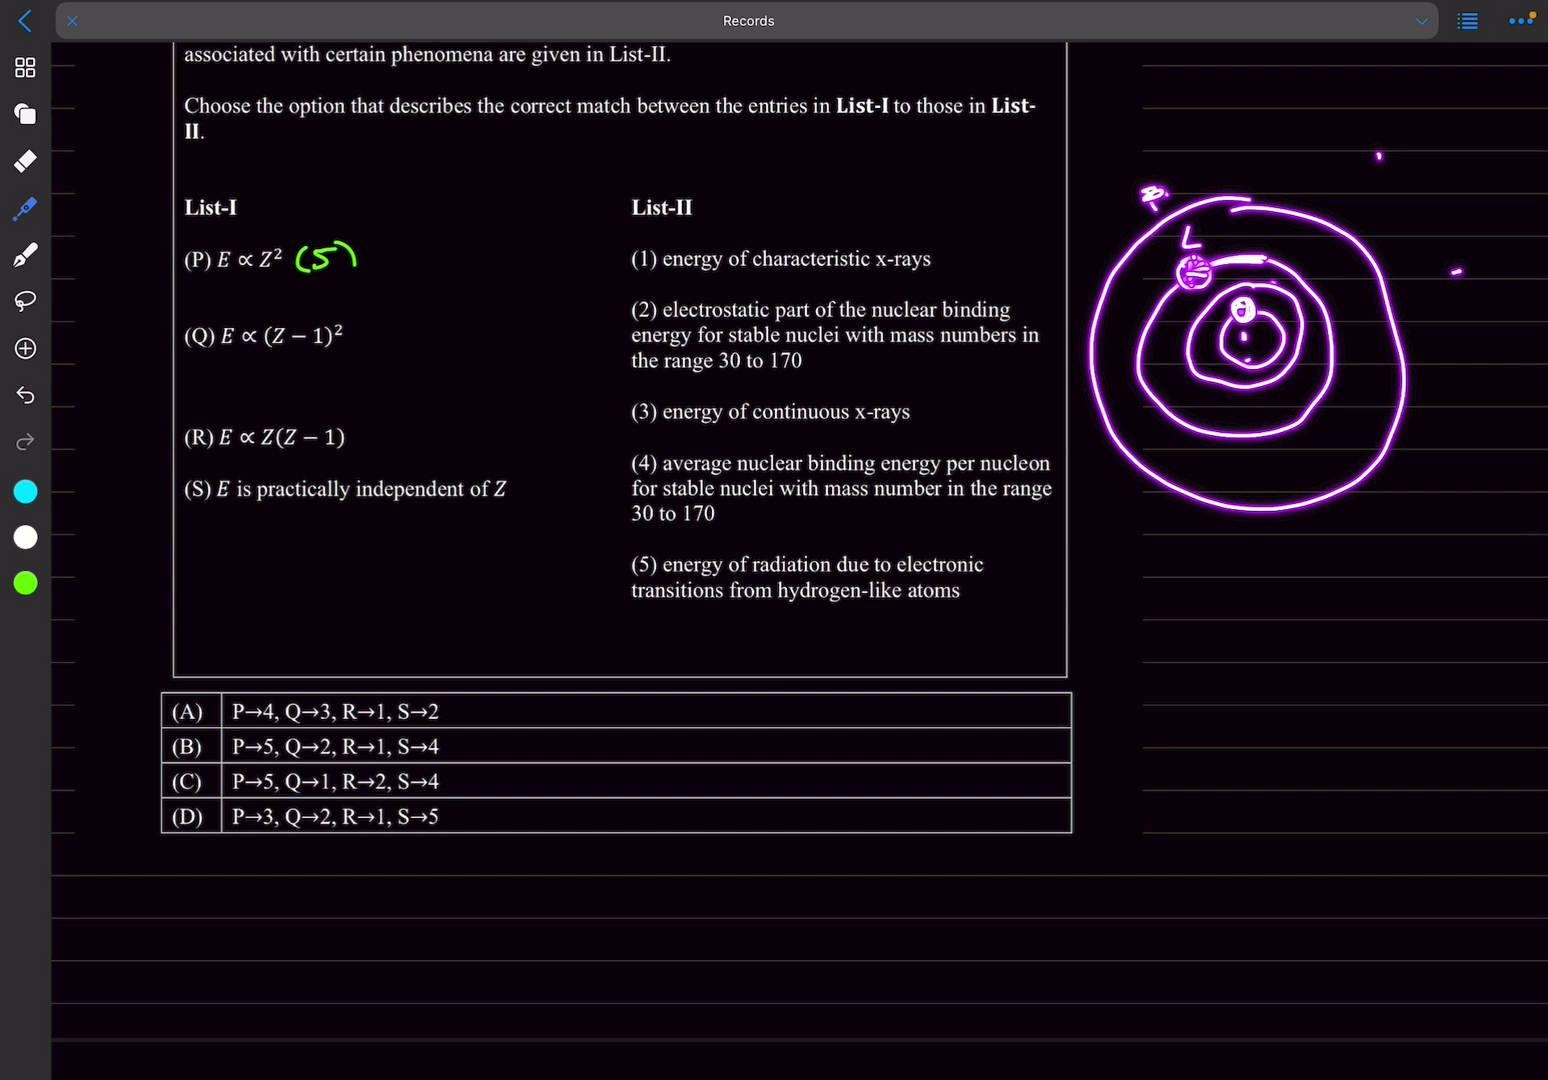 Records
associated with certain phenomena are given in List-II.
Choose the option that describes the correct match between the entries in List-I to those in List-
II.
List-I
List-II
(P) E ∝ Z² (5)
(1) energy of characteristic x-rays
(2) electrostatic part of the nuclear binding
(Q) E ∝ (Z − 1)²
energy for stable nuclei with mass numbers in
the range 30 to 170
(3) energy of continuous x-rays
(R) E ∝ Z(Z − 1)
(4) average nuclear binding energy per nucleon
(S) E is practically independent of Z
for stable nuclei with mass number in the range
30 to 170
(5) energy of radiation due to electronic
transitions from hydrogen-like atoms
(A) P→4, Q→3, R→1, S→2
(B) P→5, Q→2, R→1, S→4
(C) P→5, Q→1, R→2, S→4
(D) P→3, Q→2, R→1, S→5
L